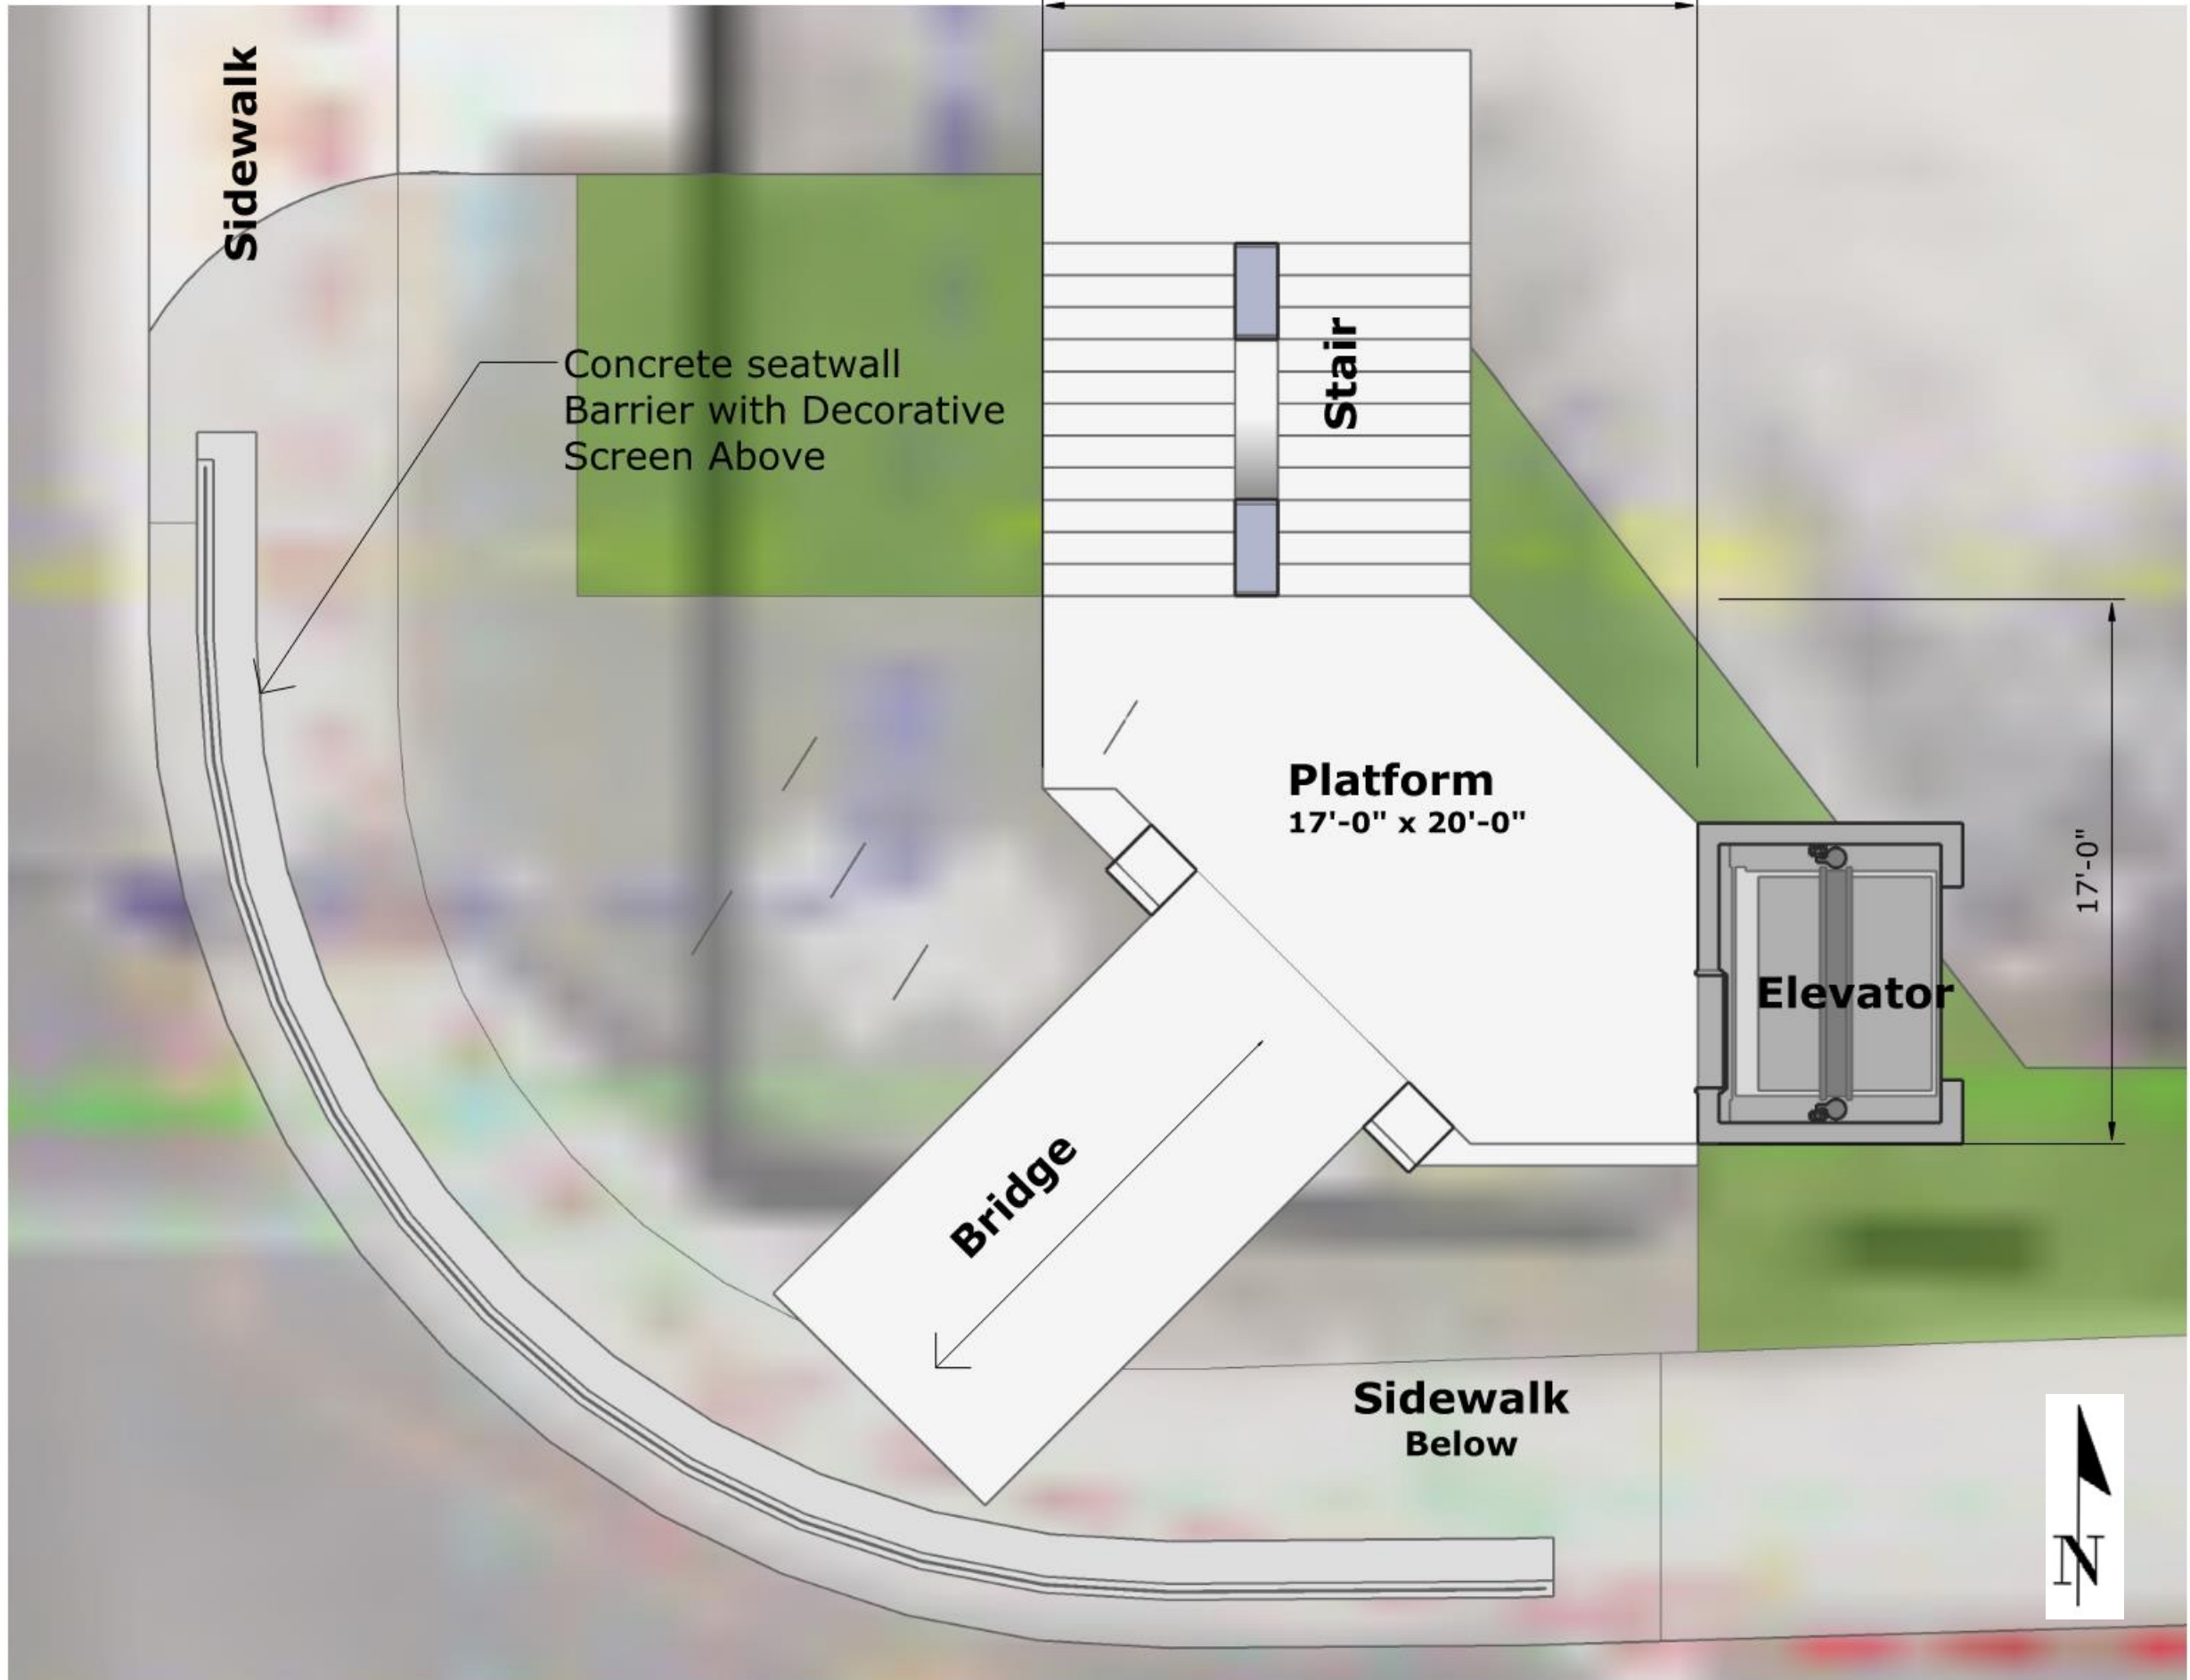 Sidewalk
Concrete seatwall
Barrier with Decorative
Screen Above
Stair
Platform
17'-0" x 20'-0"
17'-0"
Elevator
Bridge
Sidewalk
Below
N